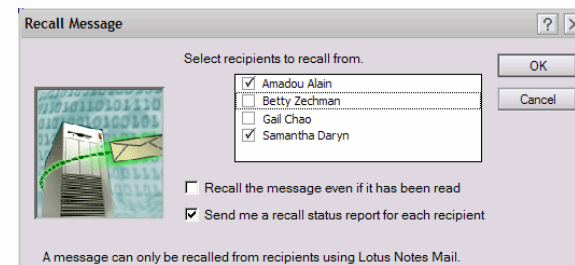 Recall Message
Select recipients to recall from.
OK
Amadou Alain
Betty Zechman
Cancel
Gail Chao
Samantha Daryn
Recall the message even if it has been read
Send me a recall status report for each recipient
A message can only be recalled from recipients using Lotus Notes Mail.